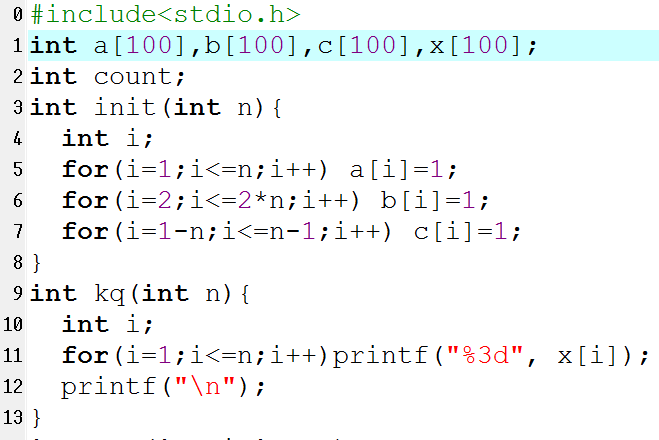 0 #include<stdio.h>
1 int a[100],b[100],c[100],x[100];
2 int count;
3 int init(int n){
4 int i;
5 for(i=1;i<=n;i++) a[i]=1;
6 for(i=2;i<=2*n;i++) b[i]=1;
7 for(i=1-n;i<=n-1;i++) c[i]=1;
8 }
9 int kq(int n){
10 int i;
11 for(i=1;i<=n;i++)printf("%3d", x[i]);
12 printf("\n");
13 }